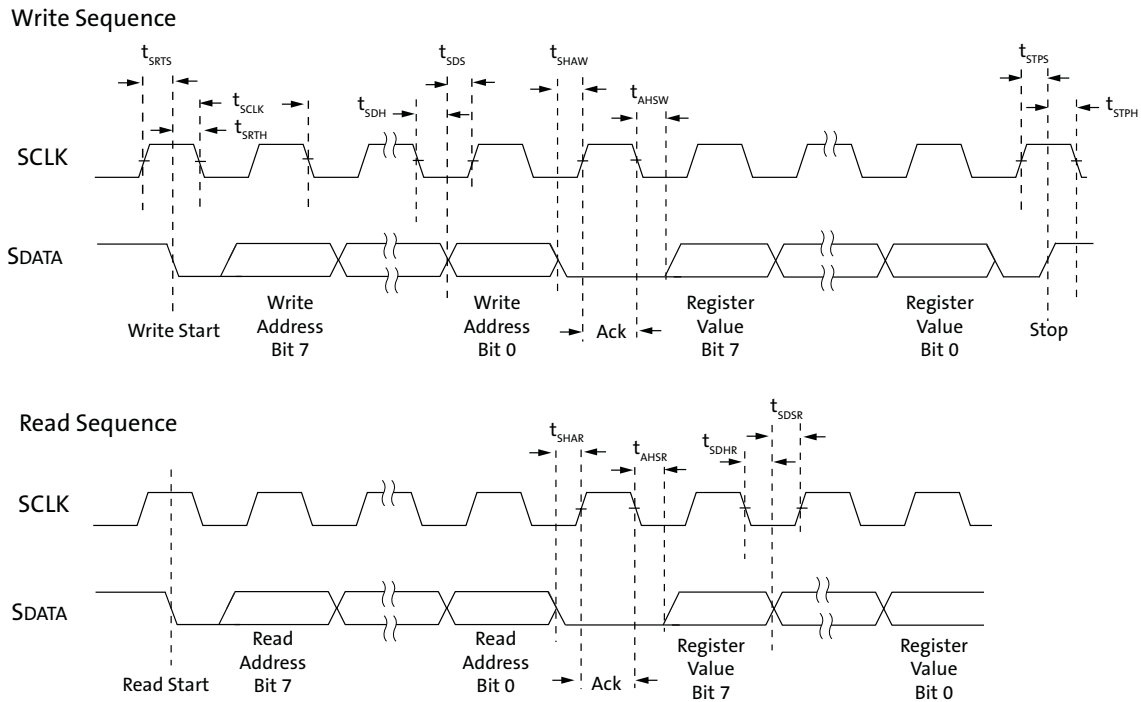 Write Sequence
tSRTS
tSDS
tSHAW
tSTPS
tSCLK
tSDH
tAHSW
tSTPH
tSRTH
SCLK
SDATA
Write Start
Write
Address
Bit 7
Write
Address
Bit 0
Ack
Register
Value
Bit 7
Register
Value
Bit 0
Stop
Read Sequence
tSHAR
tAHSR
tSDHR
tSDSR
SCLK
SDATA
Read Start
Read
Address
Bit 7
Read
Address
Bit 0
Ack
Register
Value
Bit 7
Register
Value
Bit 0